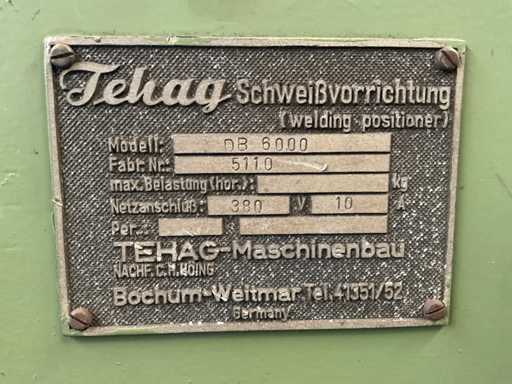 Tehag Schweißvorrichtung
(welding positioner)
Modell: DB 6000
Fabr. Nr.: 5110
max. Belastung (hor.): kg
Netzanschluß: 380 V 10 A
Per.:
TEHAG-Maschinenbau
NACHF. C.H. HÖING
Bochum-Weitmar Tel. 41351/52
Germany